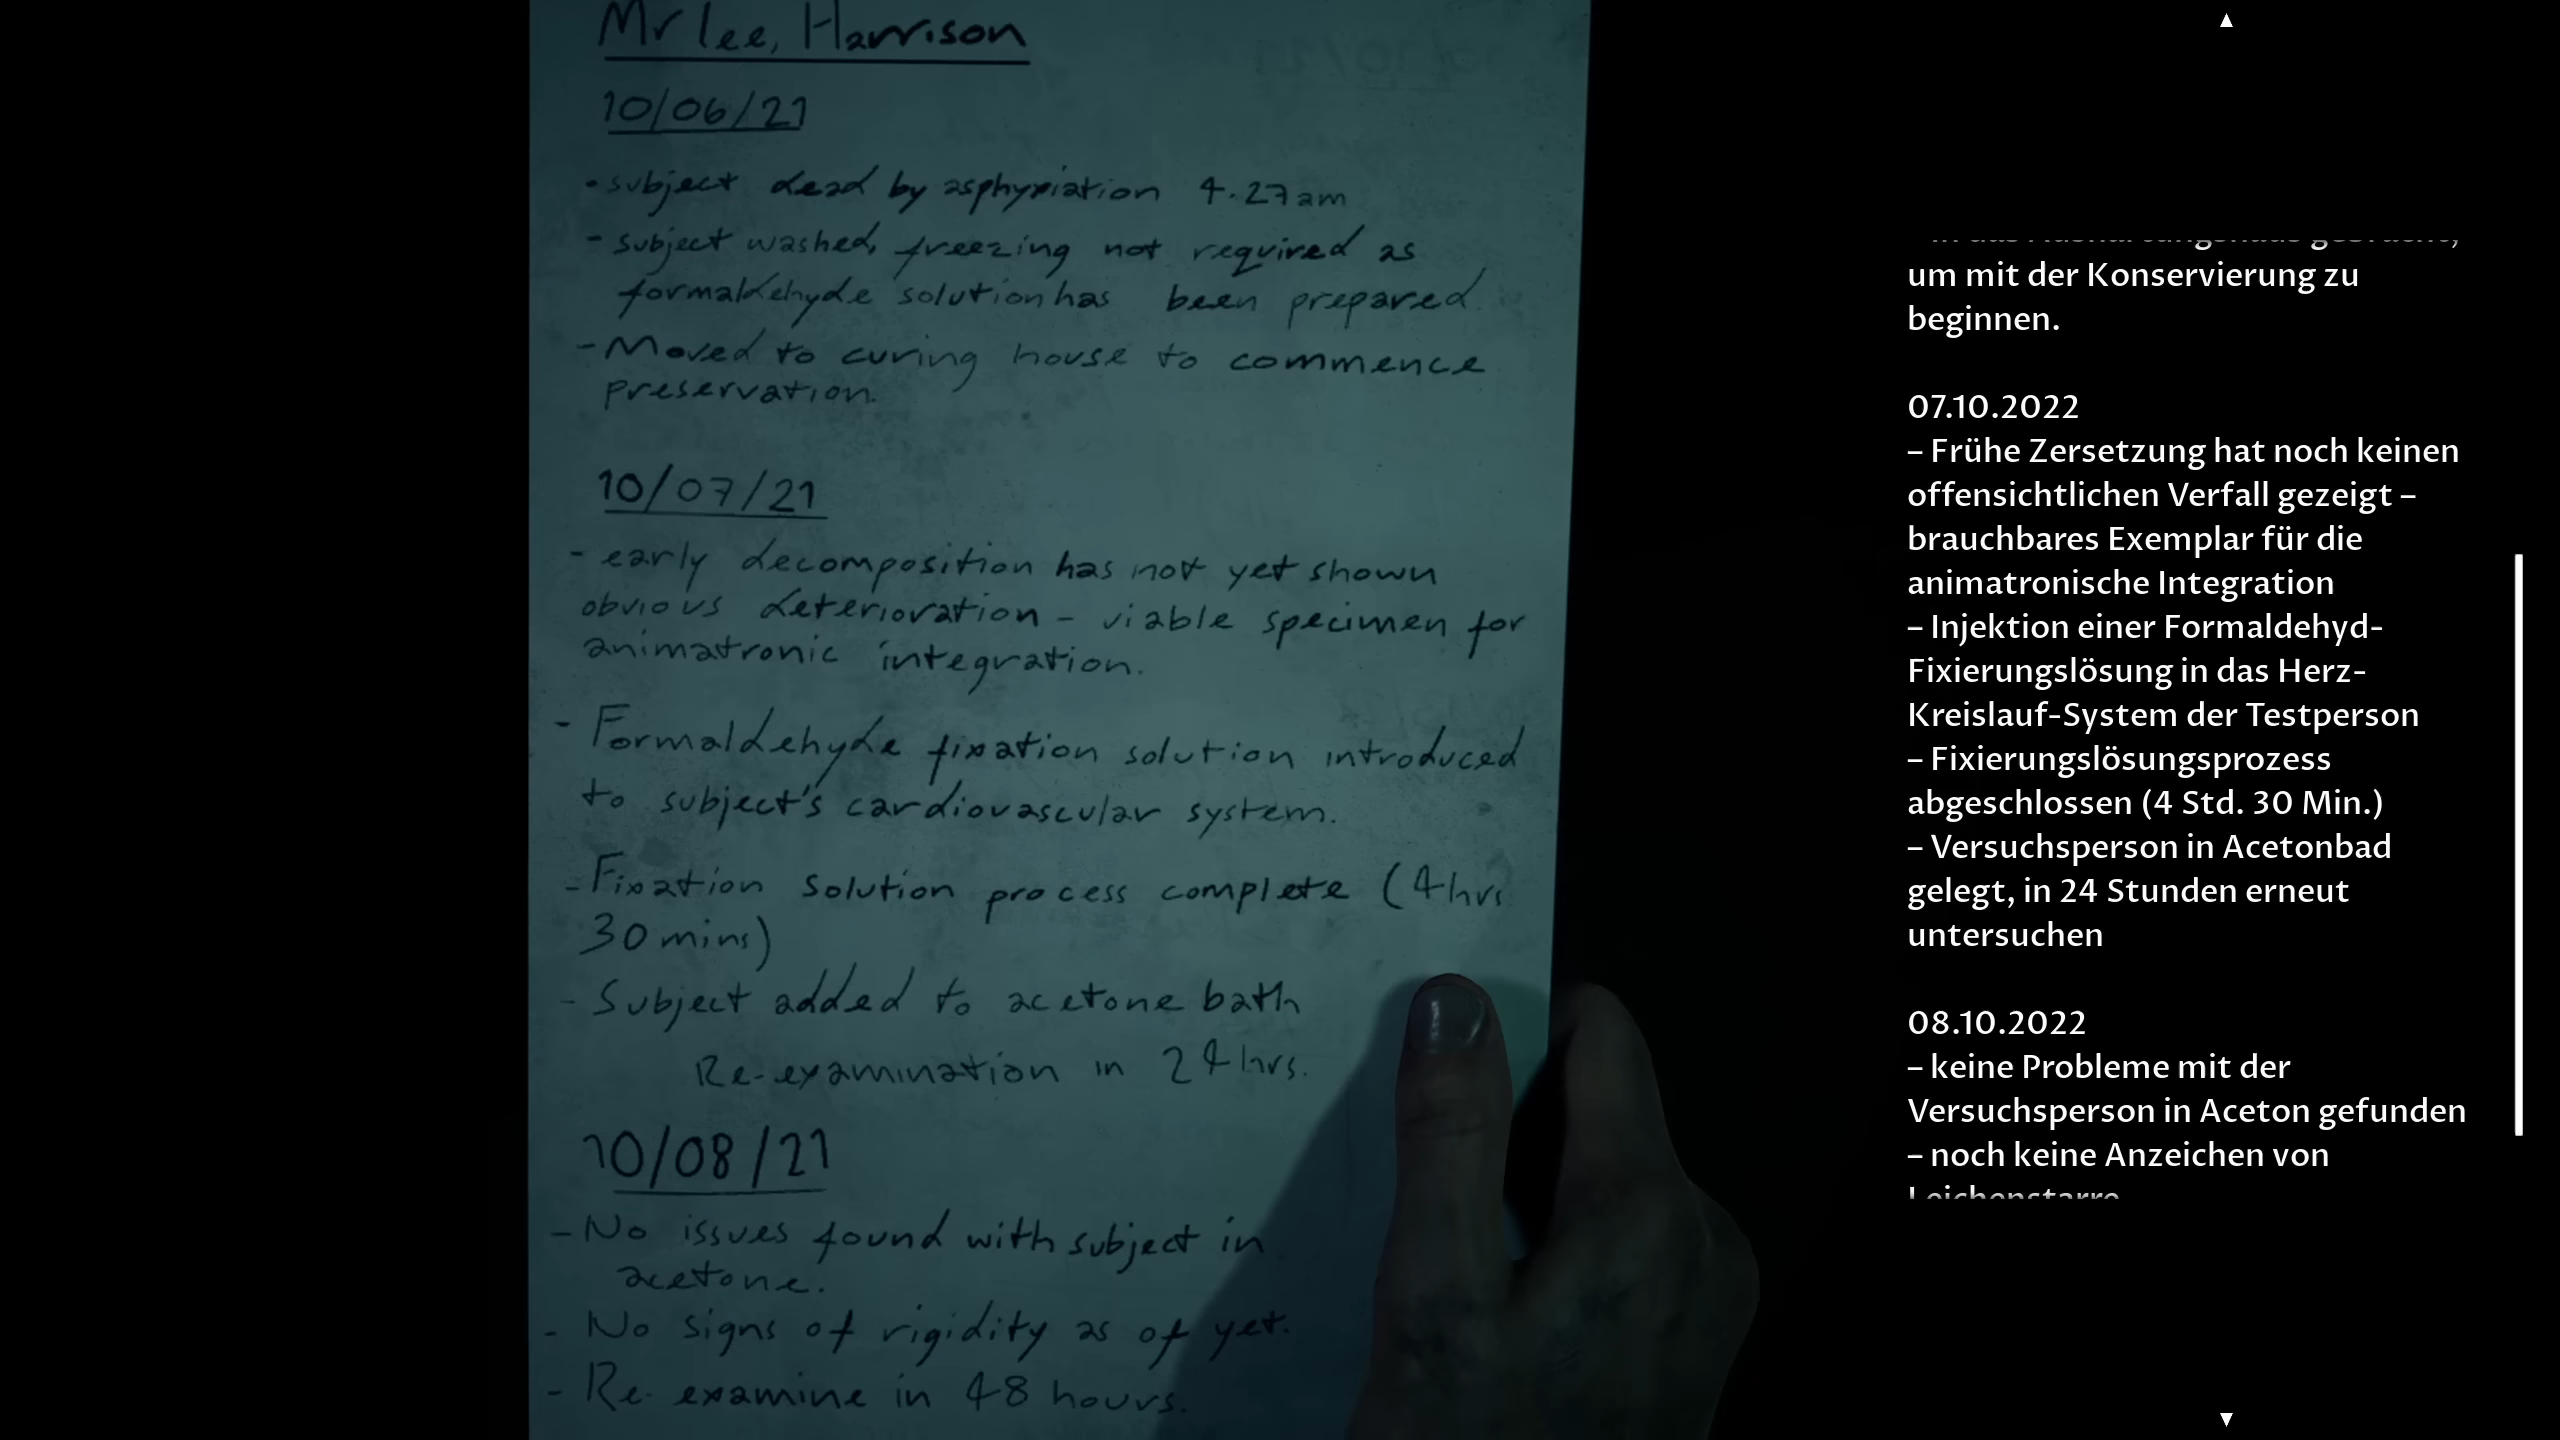 Mr lee, Harrison
10/06/21
• subject dead by asphyxiation 4.27am
- subject washed, freezing not required as
formaldehyde solution has been prepared.
- Moved to curing house to commence
preservation.
10/07/21
- early decomposition has not yet shown
obvious deterioration - viable specimen for
animatronic integration.
- Formaldehyde fixation solution introduced
to subject's cardiovascular system.
- Fixation solution process complete (4hrs
30 mins)
- Subject added to acetone bath
Re-examination in 24hrs.
10/08/21
- No issues found with subject in
acetone.
- No signs of rigidity as of yet.
- Re-examine in 48 hours.
um mit der Konservierung zu
beginnen.
07.10.2022
– Frühe Zersetzung hat noch keinen
offensichtlichen Verfall gezeigt –
brauchbares Exemplar für die
animatronische Integration
– Injektion einer Formaldehyd-
Fixierungslösung in das Herz-
Kreislauf-System der Testperson
– Fixierungslösungsprozess
abgeschlossen (4 Std. 30 Min.)
– Versuchsperson in Acetonbad
gelegt, in 24 Stunden erneut
untersuchen
08.10.2022
– keine Probleme mit der
Versuchsperson in Aceton gefunden
– noch keine Anzeichen von
Leichenstarre